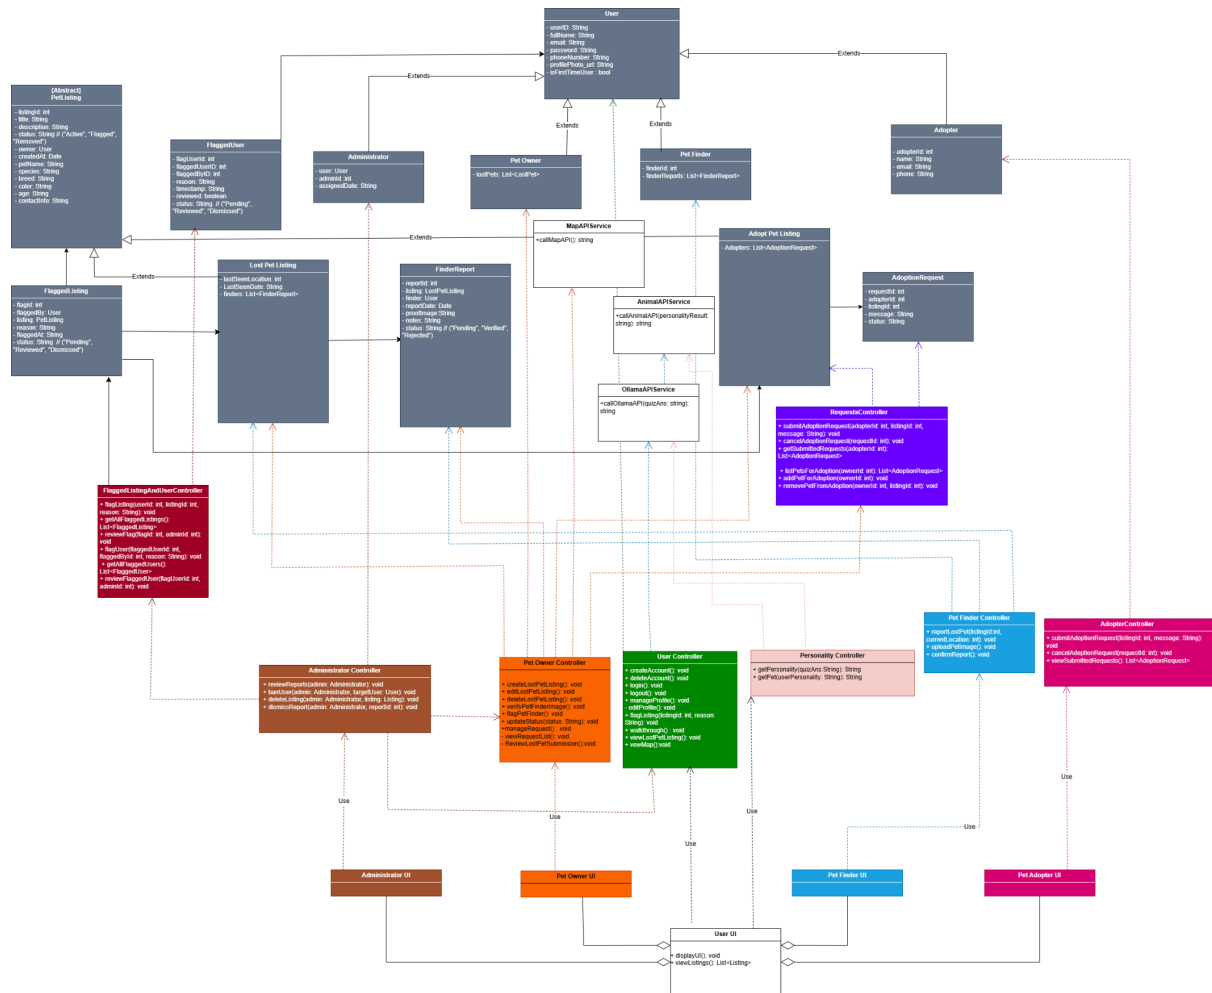 User
- userID: String
- fullName: String
- email: String
- password: String
- phoneNumber: String
- profilePhoto_url: String
- isFirstTimeUser : bool
Extends
Extends
Extends
Extends
{Abstract}
PetListing
- listingId: int
- title: String
- description: String
- status: String // ("Active", "Flagged",
"Removed")
- owner: User
- createdAt: Date
- petName: String
- species: String
- breed: String
- color: String
- age: String
- contactInfo: String
FlaggedUser
- flagUserId: int
- flaggedUserID: int
- flaggedByID: int
- reason: String
- timestamp: String
- reviewed: boolean
- status: String // ("Pending",
"Reviewed", "Dismissed")
Administrator
- user: User
- adminId: int
- assignedDate: String
Pet Owner
- lostPets: List<LostPet>
Pet Finder
- finderId: int
- finderReports: List<FinderReport>
Adopter
- adopterId: int
- name: String
- email: String
- phone: String
MapAPIService
+callMapAPI(): string
Extends
Adopt Pet Listing
- Adopters: List<AdoptionRequest>
Extends
Lost Pet Listing
- lastSeenLocation: int
- LastSeenDate: String
- finders: List<FinderReport>
FinderReport
- reportId: int
- listing: LostPetListing
- finder: User
- reportDate: Date
- proofImage:String
- notes: String
- status: String // ("Pending", "Verified",
"Rejected")
AdoptionRequest
- requestId: int
- adopterId: int
- listingId: int
- message: String
- status: String
FlaggedListing
- flagId: int
- flaggedBy: User
- listing: PetListing
- reason: String
- flaggedAt: String
- status: String // ("Pending",
"Reviewed", "Dismissed")
AnimalAPIService
+callAnimalAPI(personalityResult:
string): string
OllamaAPIService
+callOllamaAPI(quizAns: string):
string
RequestsController
+ submitAdoptionRequest(adopterId: int, listingId: int,
message: String): void
+ cancelAdoptionRequest(requestId: int): void
+ getSubmittedRequests(adopterId: int):
List<AdoptionRequest>
+ listPetsForAdoption(ownerId: int): List<AdoptionRequest>
+ addPetForAdoption(ownerId: int): void
+ removePetFromAdoption(ownerId: int, listingId: int): void
FlaggedListingAndUserController
+ flagListing(userId: int, listingId: int,
reason: String): void
+ getAllFlaggedListings():
List<FlaggedListing>
+ reviewFlag(flagId: int, adminId: int):
void
+ flagUser(flaggedUserId: int,
flaggedById: int, reason: String): void
+ getAllFlaggedUsers():
List<FlaggedUser>
+ reviewFlaggedUser(flagUserId: int,
adminId: int): void
Pet Finder Controller
+ reportLostPet(listingId:int,
currentLocation: int): void
+ uploadPetImage(): void
+ confirmReport(): void
AdopterController
+ submitAdoptionRequest(listingId: int, message: String):
void
+ cancelAdoptionRequest(requestId: int): void
+ viewSubmittedRequests(): List<AdoptionRequest>
Administrator Controller
+ reviewReports(admin: Administrator): void
+ banUser(admin: Administrator, targetUser: User): void
+ deleteListing(admin: Administrator, listing: Listing): void
+ dismissReport(admin: Administrator, reportId: int): void
Pet Owner Controller
+ createLostPetListing(): void
+ editLostPetListing(): void
+ deleteLostPetListing(): void
+ verifyPetFinderImage(): void
+ flagPetFinder(): void
+ updateStatus(status: String): void
+manageRequest() : void
- viewRequestList(): void
- ReviewLostPetSubmission():void
User Controller
+ createAccount(): void
+ deleteAccount(): void
+ login(): void
+ logout(): void
+ manageProfile(): void
- editProfile(): void
+ flagListing(listingId: int, reason:
String): void
+ walkthrough() : void
+ viewLostPetListing(): void
+ vewMap():void
Personality Controller
+ getPersonality(quizAns:String): String
+ getPet(userPersonality: String): String
Use
Use
Use
Use
Use
Use
Administrator UI
Pet Owner UI
Pet Finder UI
Pet Adopter UI
User UI
+ displayUI(): void
+ viewListings(): List<Listing>